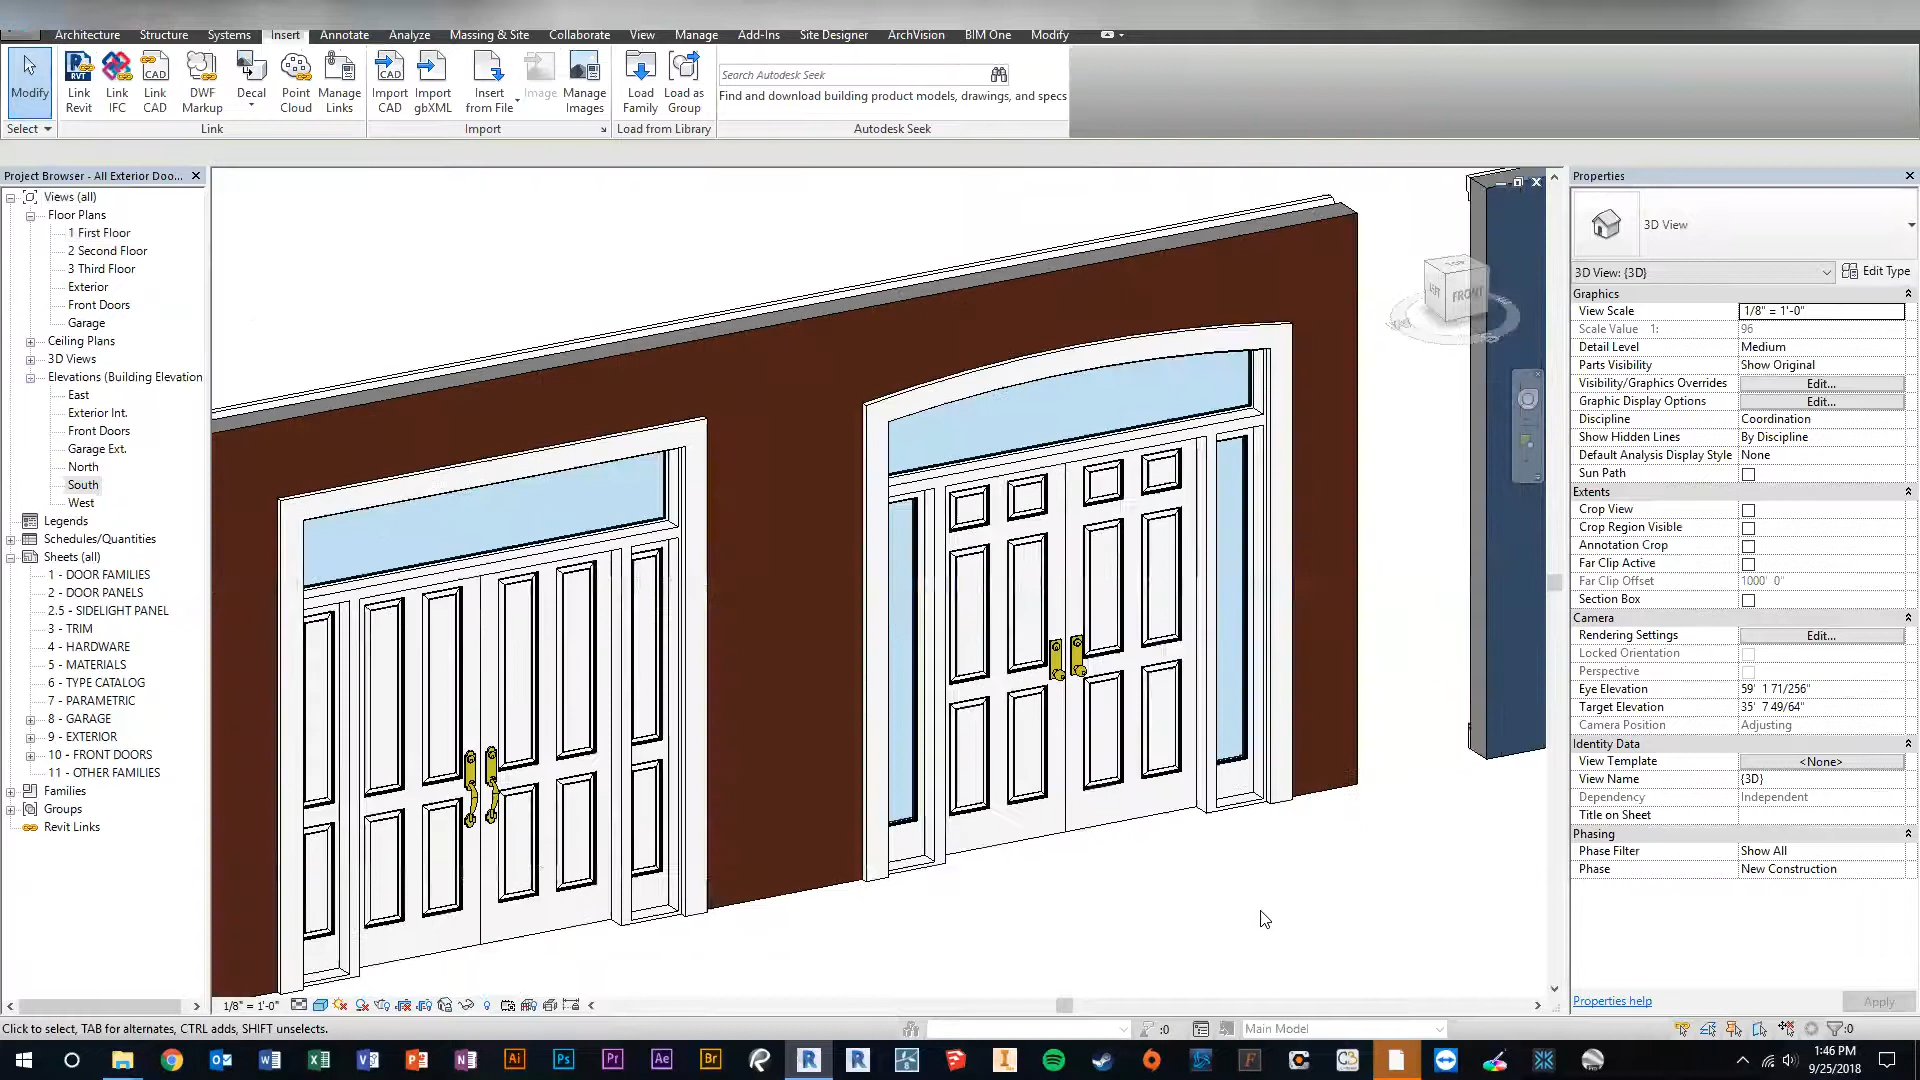 Architecture Structure Systems Insert Annotate Analyze Massing & Site Collaborate View Manage Add-Ins Site Designer ArchVision BIM One Modify
Modify
Link Revit
Link IFC
Link CAD
DWF Markup
Decal
Point Cloud
Manage Links
Import CAD
Import gbXML
Insert from File
Image
Manage Images
Load Family
Load as Group
Search Autodesk Seek
Find and download building product models, drawings, and specs
Select
Link
Import
Load from Library
Autodesk Seek
Project Browser - All Exterior Doo...
Views (all)
Floor Plans
1 First Floor
2 Second Floor
3 Third Floor
Exterior
Front Doors
Garage
Ceiling Plans
3D Views
Elevations (Building Elevation
East
Exterior Int.
Front Doors
Garage Ext.
North
South
West
Legends
Schedules/Quantities
Sheets (all)
1 - DOOR FAMILIES
2 - DOOR PANELS
2.5 - SIDELIGHT PANEL
3 - TRIM
4 - HARDWARE
5 - MATERIALS
6 - TYPE CATALOG
7 - PARAMETRIC
8 - GARAGE
9 - EXTERIOR
10 - FRONT DOORS
11 - OTHER FAMILIES
Families
Groups
Revit Links
TOP
LEFT
FRONT
Properties
3D View
3D View: {3D}
Edit Type
Graphics
View Scale 1/8" = 1'-0"
Scale Value 1: 96
Detail Level Medium
Parts Visibility Show Original
Visibility/Graphics Overrides Edit...
Graphic Display Options Edit...
Discipline Coordination
Show Hidden Lines By Discipline
Default Analysis Display Style None
Sun Path
Extents
Crop View
Crop Region Visible
Annotation Crop
Far Clip Active
Far Clip Offset 1000' 0"
Section Box
Camera
Rendering Settings Edit...
Locked Orientation
Perspective
Eye Elevation 59' 1 71/256"
Target Elevation 35' 7 49/64"
Camera Position Adjusting
Identity Data
View Template <None>
View Name {3D}
Dependency Independent
Title on Sheet
Phasing
Phase Filter Show All
Phase New Construction
Properties help
Apply
1/8" = 1'-0"
Click to select, TAB for alternates, CTRL adds, SHIFT unselects.
:0
Main Model
:0
1:46 PM
9/25/2018